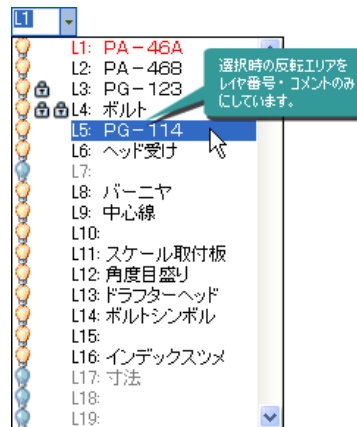 L1
L1: PA－46A
L2: PA－468
L3: PG－123
L4: ボルト
L5: PG－114
L6: ヘッド受け
L7:
L8: バーニヤ
L9: 中心線
L10:
L11: スケール取付板
L12: 角度目盛り
L13: ドラフターヘッド
L14: ボルトシンボル
L15:
L16: インデックスツメ
L17: 寸法
L18:
L19:
選択時の反転エリアを
レイヤ番号・コメントのみ
にしています。